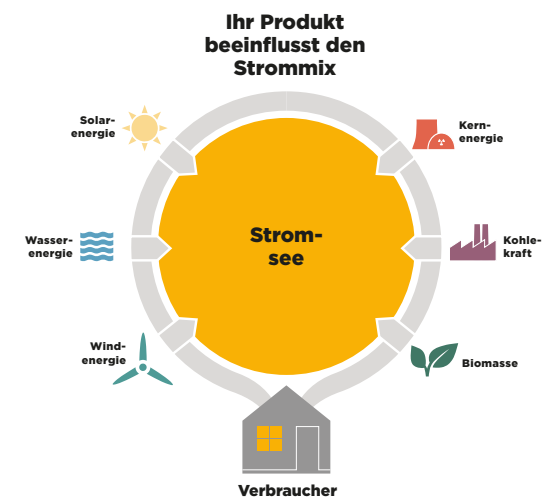 Ihr Produkt
beeinflusst den
Strommix
Solar-
energie
Kern-
energie
Wasser-
energie
Strom-
see
Kohle-
kraft
Wind-
energie
Biomasse
Verbraucher